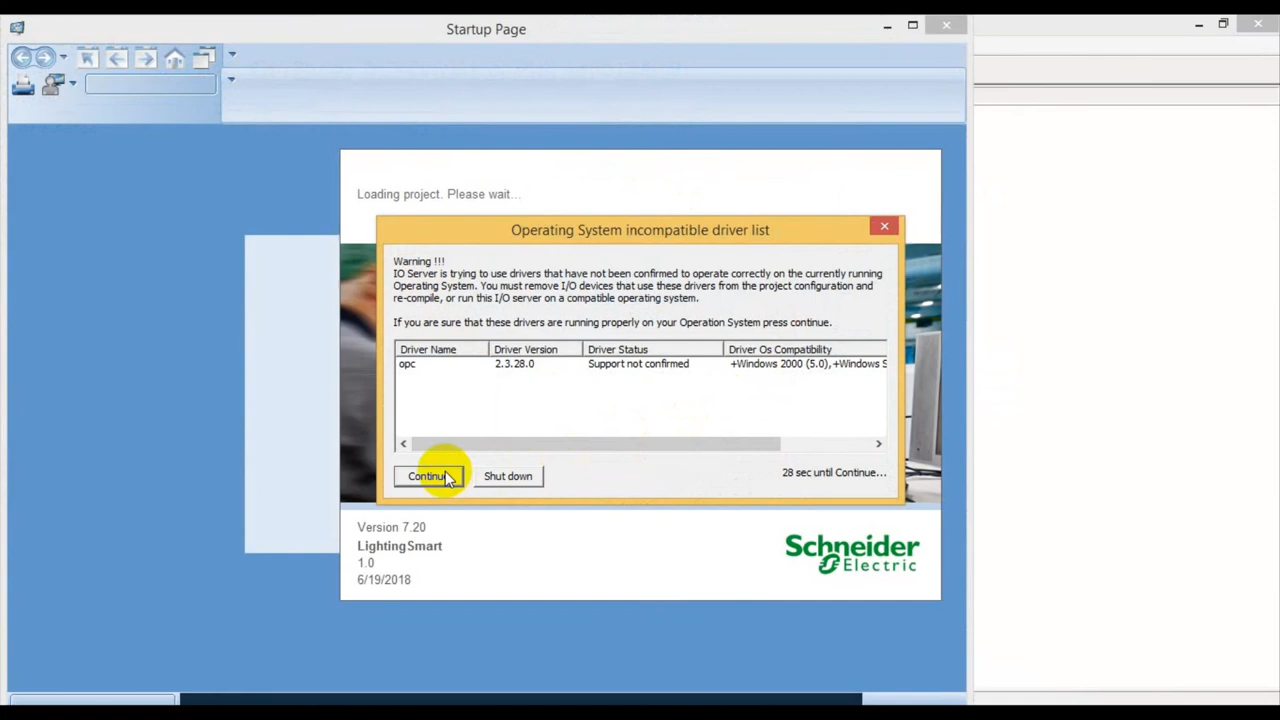 Startup Page
Loading project. Please wait...
Operating System incompatible driver list
Warning !!!
IO Server is trying to use drivers that have not been confirmed to operate correctly on the currently running
Operating System. You must remove I/O devices that use these drivers from the project configuration and
re-compile, or run this I/O server on a compatible operating system.
If you are sure that these drivers are running properly on your Operation System press continue.
Driver Name Driver Version Driver Status Driver Os Compatibility
opc 2.3.28.0 Support not confirmed +Windows 2000 (5.0),+Windows S
Continue Shut down 28 sec until Continue...
Version 7.20
LightingSmart
1.0
6/19/2018
Schneider
Electric